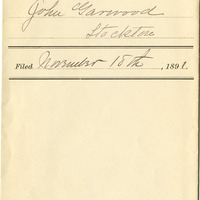 John Garwood
Stockton
Filed November 18th, 1891.